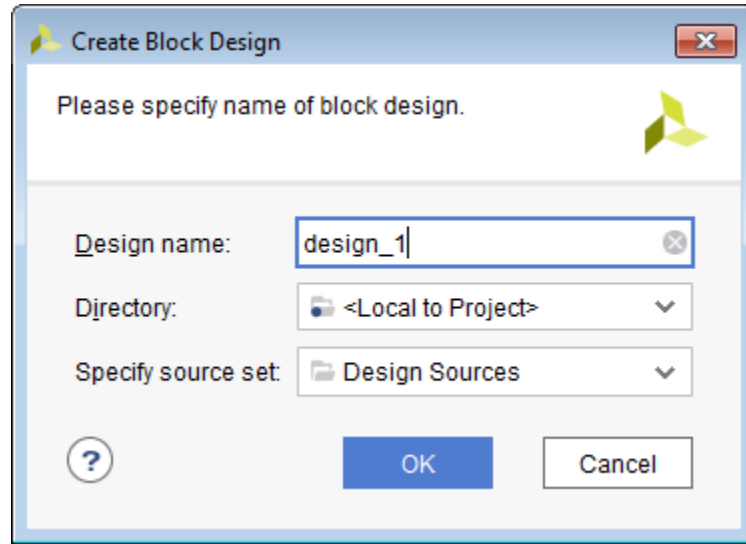 Create Block Design
Please specify name of block design.
Design name: design_1
Directory: <Local to Project>
Specify source set: Design Sources
? OK Cancel